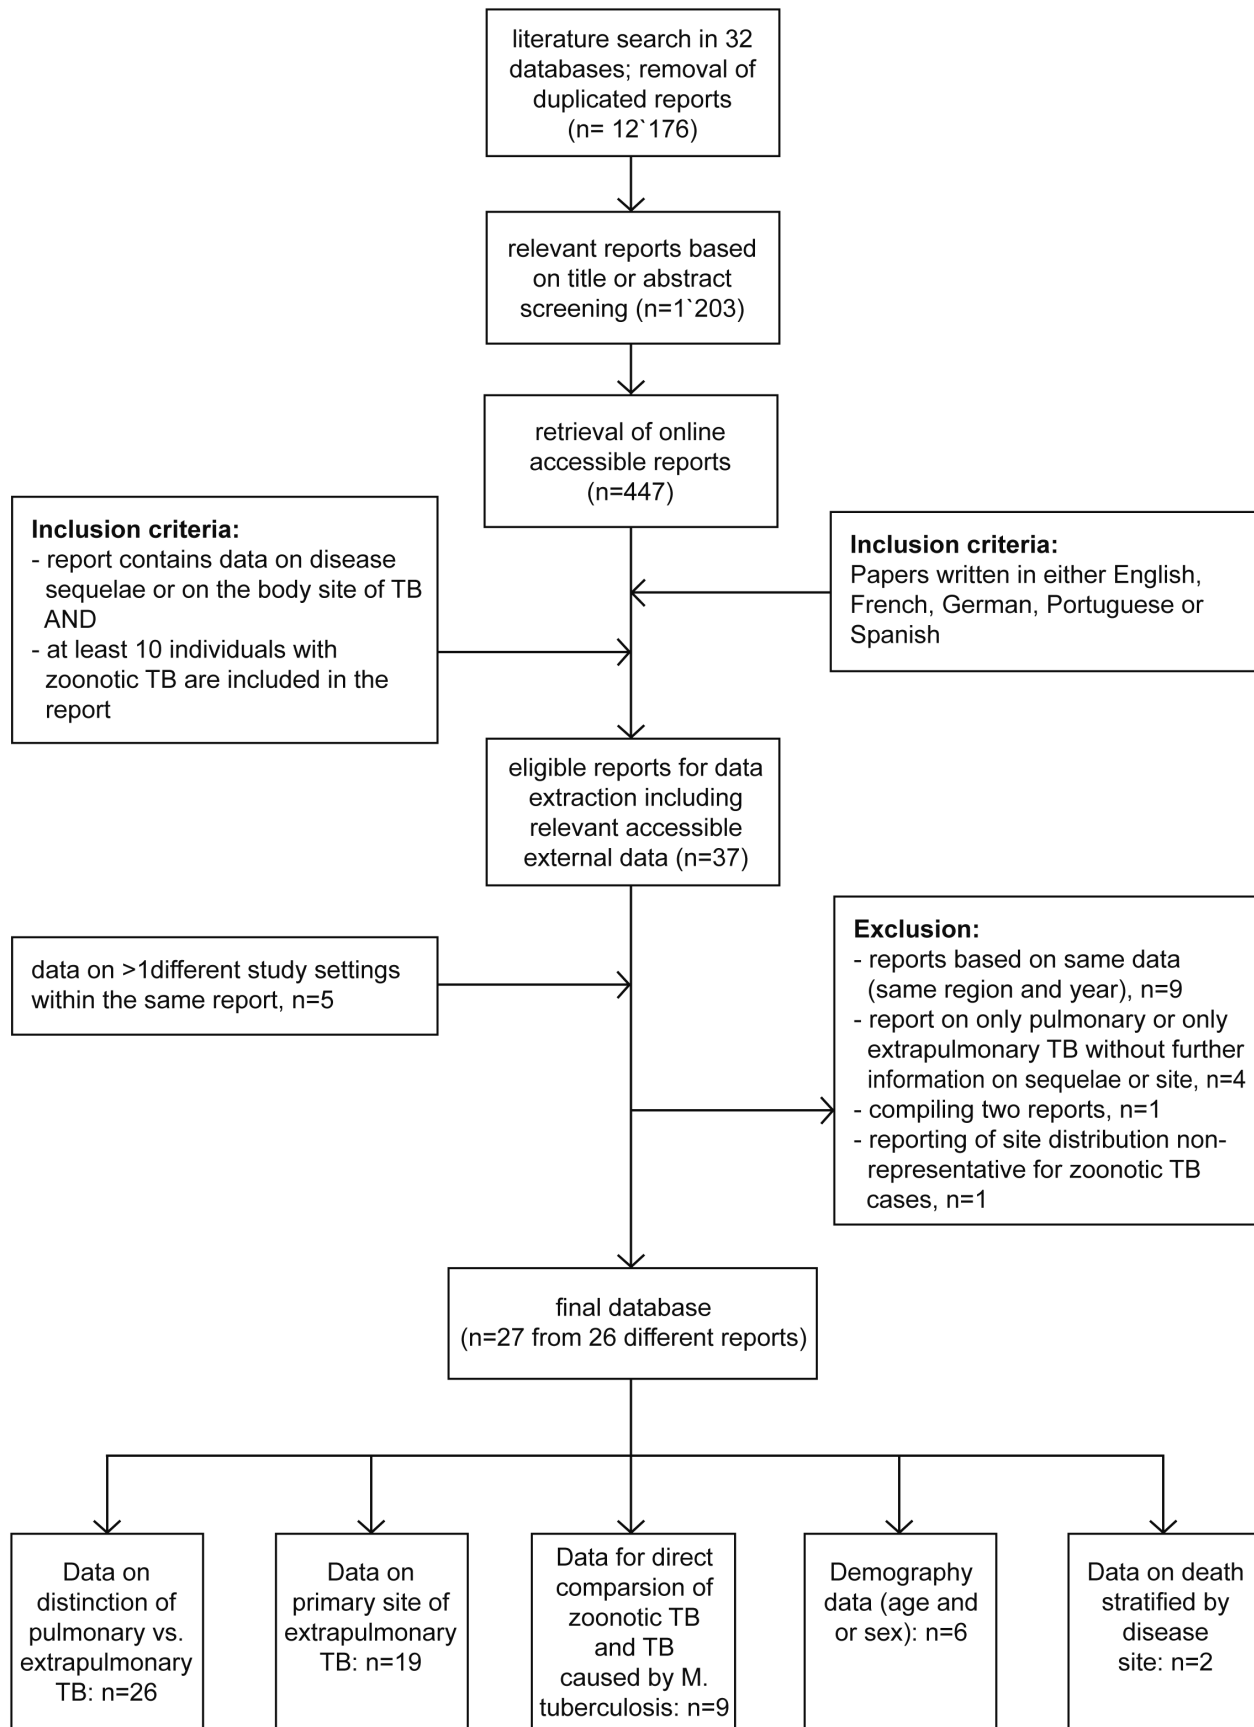 literature search in 32
databases; removal of
duplicated reports
(n= 12`176)
relevant reports based
on title or abstract
screening (n=1`203)
retrieval of online
accessible reports
(n=447)
Inclusion criteria:
- report contains data on disease
sequelae or on the body site of TB
AND
- at least 10 individuals with
zoonotic TB are included in the
report
Inclusion criteria:
Papers written in either English,
French, German, Portuguese or
Spanish
eligible reports for data
extraction including
relevant accessible
external data (n=37)
data on >1different study settings
within the same report, n=5
Exclusion:
- reports based on same data
(same region and year), n=9
- report on only pulmonary or only
extrapulmonary TB without further
information on sequelae or site, n=4
- compiling two reports, n=1
- reporting of site distribution non-
representative for zoonotic TB
cases, n=1
final database
(n=27 from 26 different reports)
Data on
distinction of
pulmonary vs.
extrapulmonary
TB: n=26
Data on
primary site of
extrapulmonary
TB: n=19
Data for direct
comparsion of
zoonotic TB
and TB
caused by M.
tuberculosis: n=9
Demography
data (age and
or sex): n=6
Data on death
stratified by
disease
site: n=2